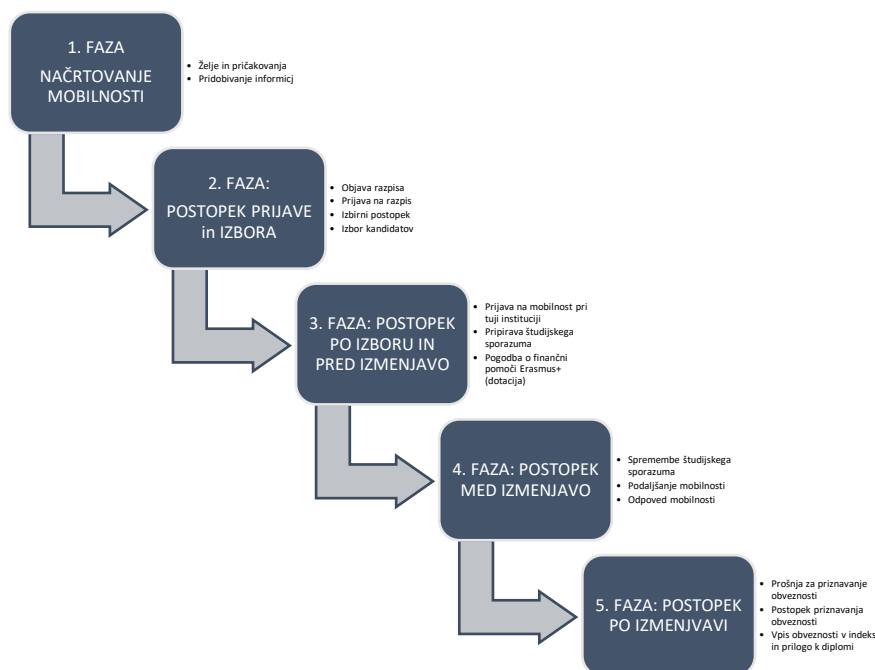 1. FAZA
NAČRTOVANJE
MOBILNOSTI
• Želje in pričakovanja
• Pridobivanje informicj
2. FAZA:
POSTOPEK PRIJAVE
in IZBORA
• Objava razpisa
• Prijava na razpis
• Izbirni postopek
• Izbor kandidatov
3. FAZA: POSTOPEK
PO IZBORU IN
PRED IZMENJAVO
• Prijava na mobilnost pri
tuji instituciji
• Pripirava študijskega
sporazuma
• Pogodba o finančni
pomoči Erasmus+
(dotacija)
4. FAZA: POSTOPEK
MED IZMENJAVO
• Spremembe študijskega
sporazuma
• Podaljšanje mobilnosti
• Odpoved mobilnosti
5. FAZA: POSTOPEK
PO IZMENJVAVI
• Prošnja za priznavanje
obveznosti
• Postopek priznavanja
obveznosti
• Vpis obveznosti v indeks
in prilogo k diplomi